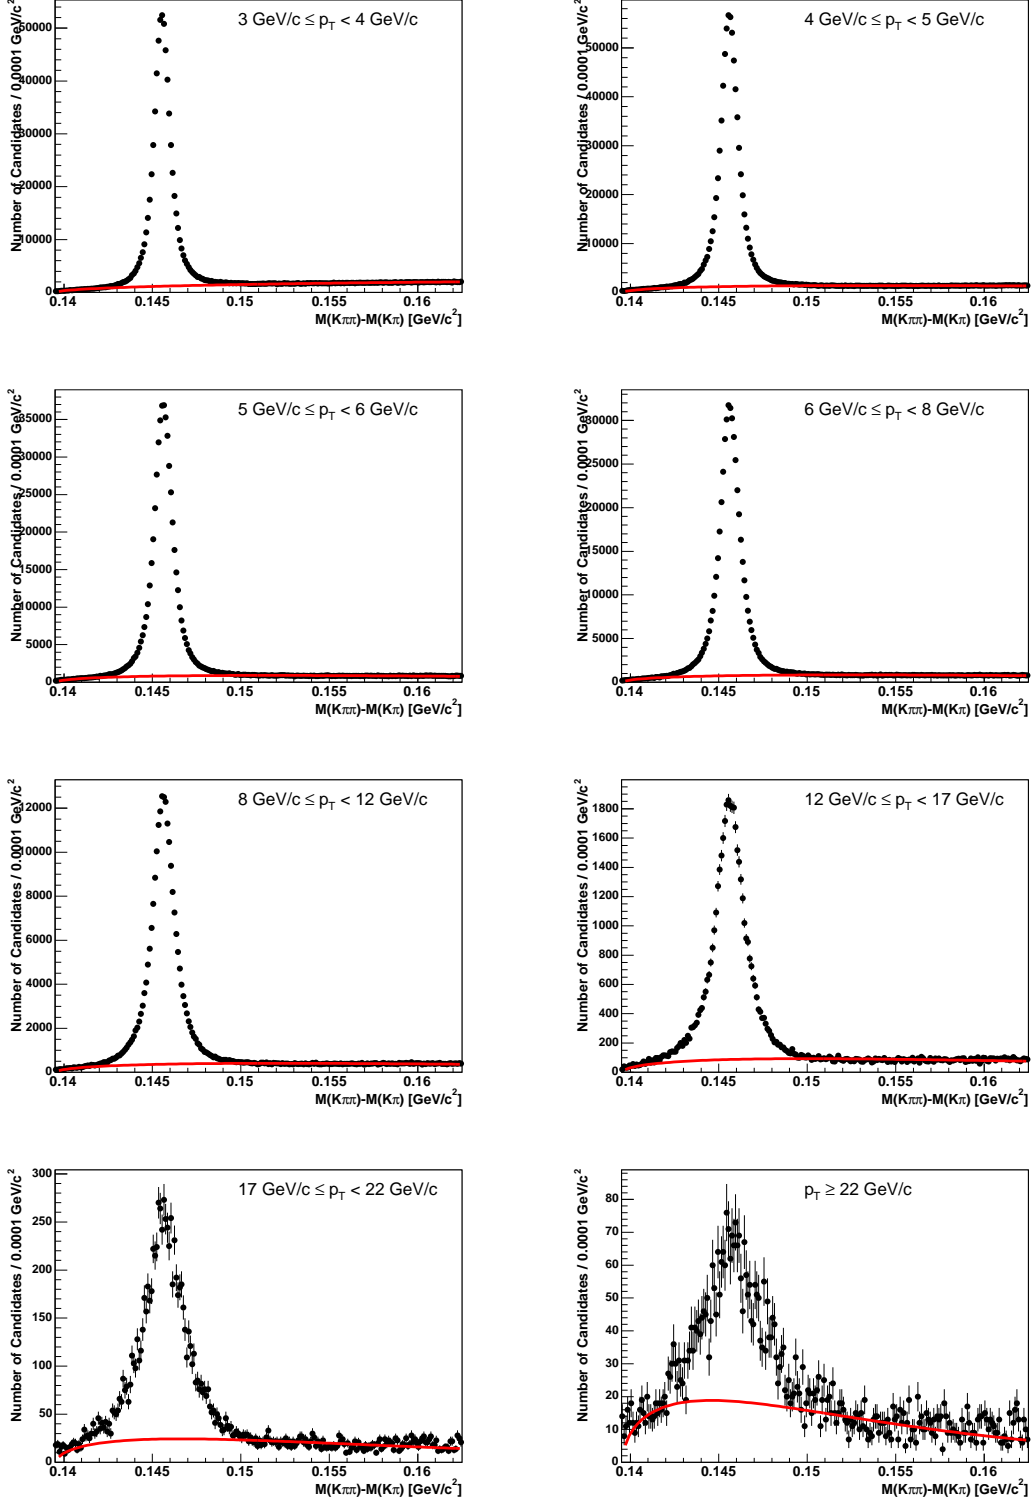 3 GeV/c ≤ p_T < 4 GeV/c
Number of Candidates / 0.0001 GeV/c²
50000
40000
30000
20000
10000
0
0.14 0.145 0.15 0.155 0.16
M(Kππ)-M(Kπ) [GeV/c²]
4 GeV/c ≤ p_T < 5 GeV/c
Number of Candidates / 0.0001 GeV/c²
50000
40000
30000
20000
10000
0
0.14 0.145 0.15 0.155 0.16
M(Kππ)-M(Kπ) [GeV/c²]
5 GeV/c ≤ p_T < 6 GeV/c
Number of Candidates / 0.0001 GeV/c²
35000
30000
25000
20000
15000
10000
5000
0
0.14 0.145 0.15 0.155 0.16
M(Kππ)-M(Kπ) [GeV/c²]
6 GeV/c ≤ p_T < 8 GeV/c
Number of Candidates / 0.0001 GeV/c²
30000
25000
20000
15000
10000
5000
0
0.14 0.145 0.15 0.155 0.16
M(Kππ)-M(Kπ) [GeV/c²]
8 GeV/c ≤ p_T < 12 GeV/c
Number of Candidates / 0.0001 GeV/c²
12000
10000
8000
6000
4000
2000
0
0.14 0.145 0.15 0.155 0.16
M(Kππ)-M(Kπ) [GeV/c²]
12 GeV/c ≤ p_T < 17 GeV/c
Number of Candidates / 0.0001 GeV/c²
1800
1600
1400
1200
1000
800
600
400
200
0
0.14 0.145 0.15 0.155 0.16
M(Kππ)-M(Kπ) [GeV/c²]
17 GeV/c ≤ p_T < 22 GeV/c
Number of Candidates / 0.0001 GeV/c²
300
250
200
150
100
50
0
0.14 0.145 0.15 0.155 0.16
M(Kππ)-M(Kπ) [GeV/c²]
p_T ≥ 22 GeV/c
Number of Candidates / 0.0001 GeV/c²
80
70
60
50
40
30
20
10
0
0.14 0.145 0.15 0.155 0.16
M(Kππ)-M(Kπ) [GeV/c²]